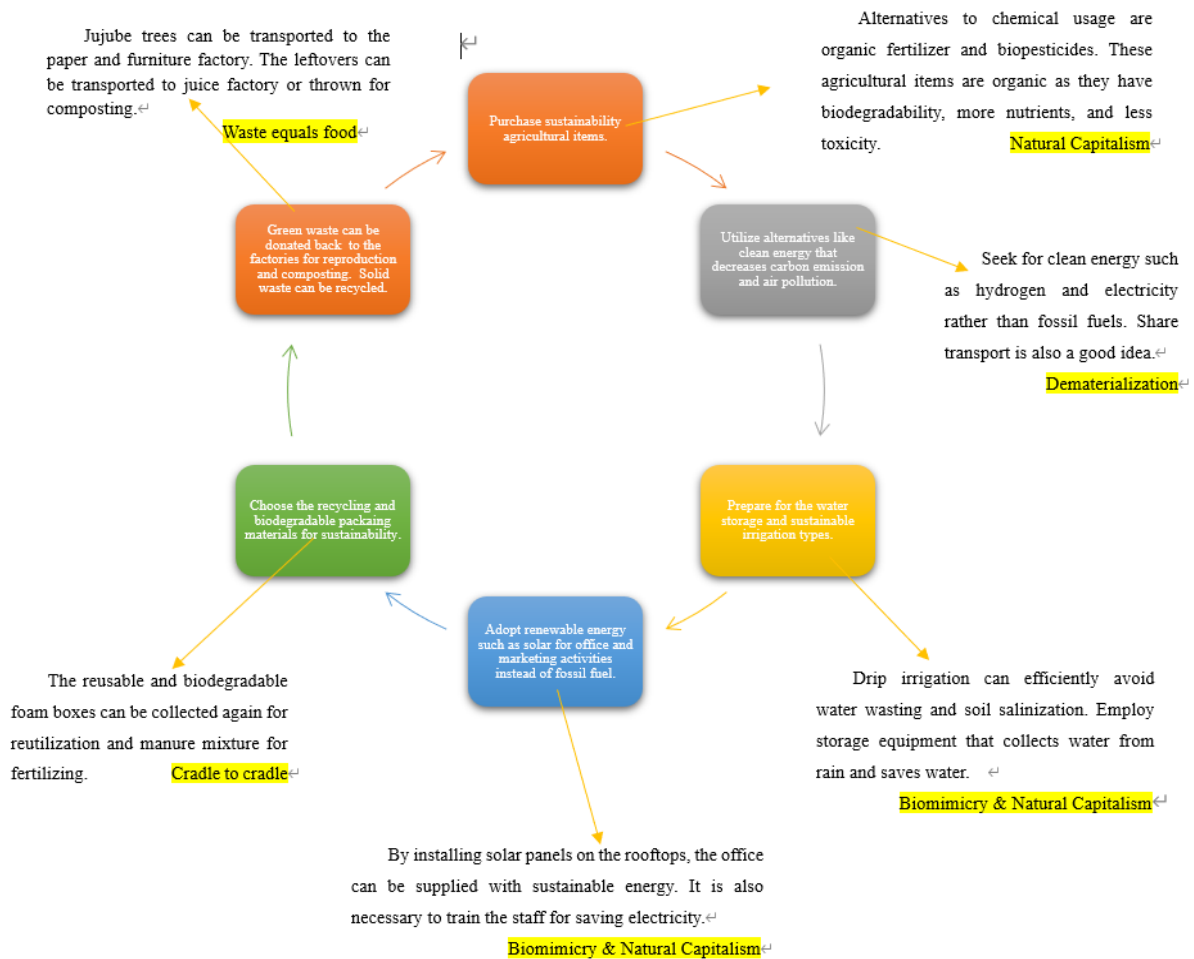 Jujube trees can be transported to the
paper and furniture factory. The leftovers can
be transported to juice factory or thrown for
composting.
Waste equals food
Purchase sustainability
agricultural items.
Alternatives to chemical usage are
organic fertilizer and biopesticides. These
agricultural items are organic as they have
biodegradability, more nutrients, and less
toxicity. Natural Capitalism
Green waste can be
donated back to the
factories for reproduction
and composting. Solid
waste can be recycled.
Utilize alternatives like
clean energy that
decreases carbon emission
and air pollution.
Seek for clean energy such
as hydrogen and electricity
rather than fossil fuels. Share
transport is also a good idea.
Dematerialization
Choose the recycling and
biodegradable packaing
materials for sustainability.
Prepare for the water
storage and sustainable
irrigation types.
Adopt renewable energy
such as solar for office and
marketing activities
instead of fossil fuel.
The reusable and biodegradable
foam boxes can be collected again for
reutilization and manure mixture for
fertilizing. Cradle to cradle
Drip irrigation can efficiently avoid
water wasting and soil salinization. Employ
storage equipment that collects water from
rain and saves water.
Biomimicry & Natural Capitalism
By installing solar panels on the rooftops, the office
can be supplied with sustainable energy. It is also
necessary to train the staff for saving electricity.
Biomimicry & Natural Capitalism